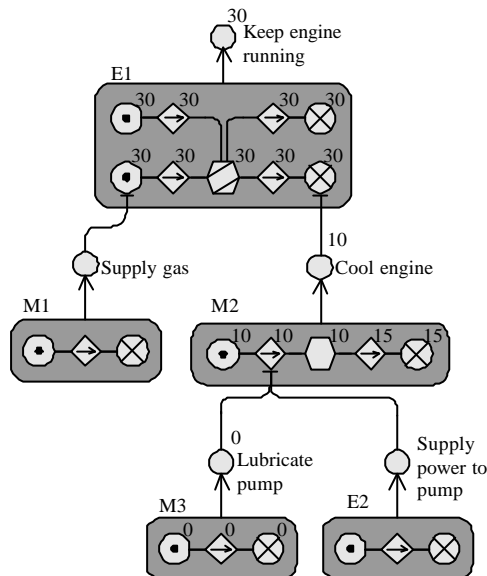 30
Keep engine
running
E1
30 30 30 30
30 30 30 30 30
10
Supply gas
Cool engine
M1
M2
10 10 10 15 15
0
Lubricate
pump
Supply
power to
pump
M3
E2
0 0 0